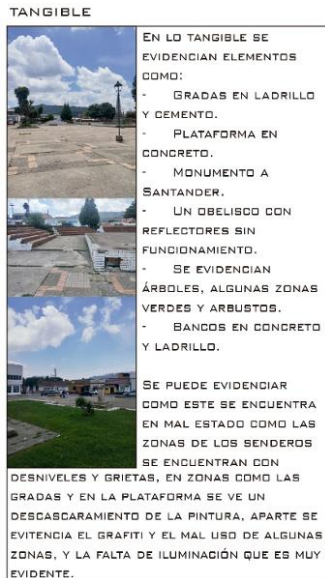 TANGIBLE
EN LO TANGIBLE SE
EVIDENCIAN ELEMENTOS
COMO:
- GRADAS EN LADRILLO
Y CEMENTO.
- PLATAFORMA EN
CONCRETO.
- MONUMENTO A
SANTANDER.
- UN OBELISCO CON
REFLECTORES SIN
FUNCIONAMIENTO.
- SE EVIDENCIAN
ÁRBOLES, ALGUNAS ZONAS
VERDES Y ARBUSTOS.
- BANCOS EN CONCRETO
Y LADRILLO.
SE PUEDE EVIDENCIAR
COMO ESTE SE ENCUENTRA
EN MAL ESTADO COMO LAS
ZONAS DE LOS SENDEROS
SE ENCUENTRAN CON
DESNIVELES Y GRIETAS, EN ZONAS COMO LAS
GRADAS Y EN LA PLATAFORMA SE VE UN
DESCASCARAMIENTO DE LA PINTURA, APARTE SE
EVITENCIA EL GRAFITI Y EL MAL USO DE ALGUNAS
ZONAS, Y LA FALTA DE ILUMINACIÓN QUE ES MUY
EVIDENTE.